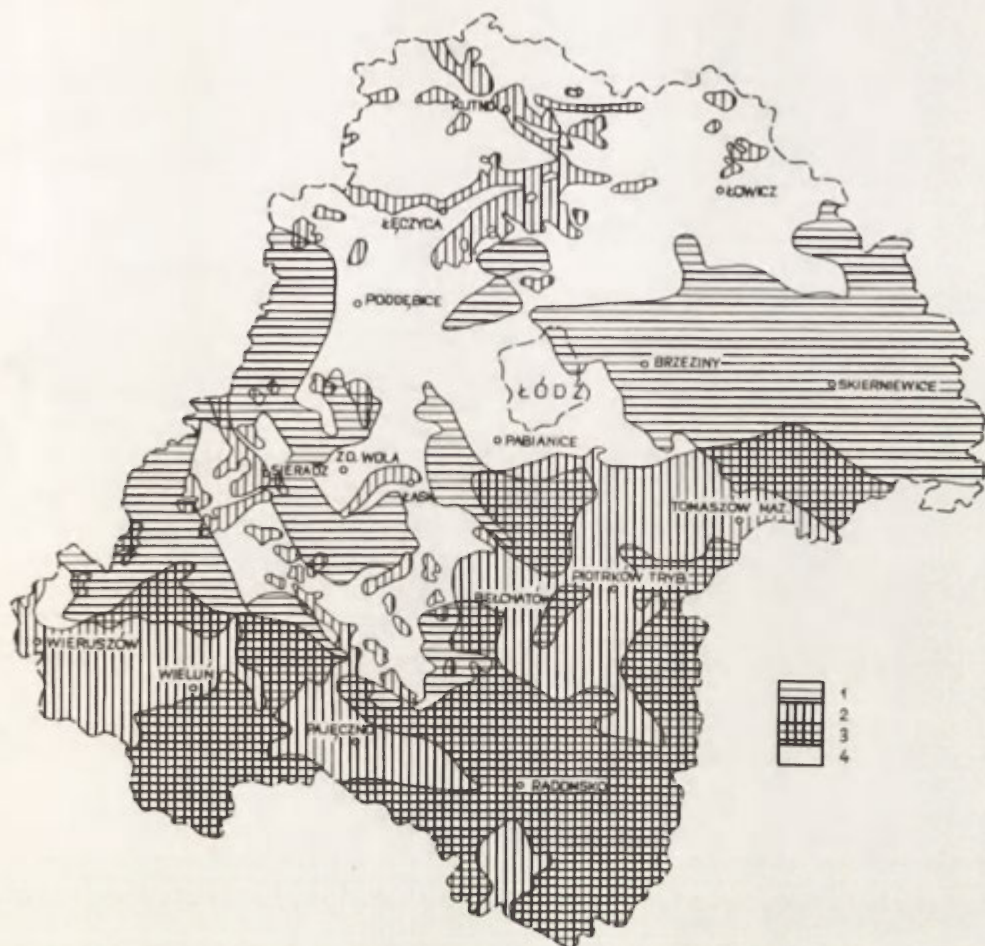 KUTNO
ŁOWICZ
ŁĘCZYCA
PODDĘBICE
BRZEZINY
ŁÓDŹ
SKIERNIEWICE
PABIANICE
ZD. WOLA
SIERADZ
ŁASK
TOMASZÓW MAZ.
PIOTRKÓW TRYB.
BEŁCHATÓW
WIERUSZÓW
WIELUŃ
PAJĘCZNO
RADOMSKO
1
2
3
4